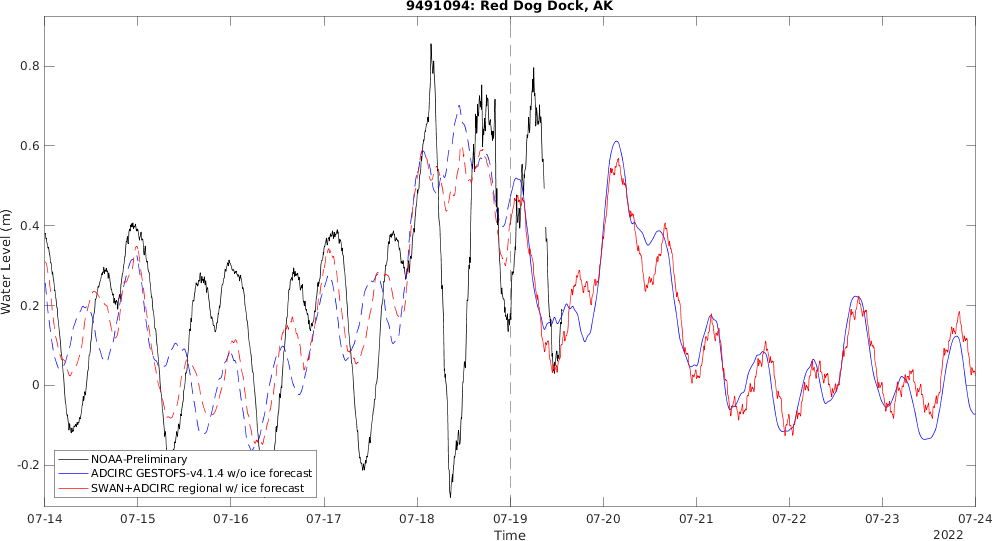 9491094: Red Dog Dock, AK
Water Level (m)
0.8
0.6
0.4
0.2
0
-0.2
NOAA-Preliminary
ADCIRC GESTOFS-v4.1.4 w/o ice forecast
SWAN+ADCIRC regional w/ ice forecast
07-14 07-15 07-16 07-17 07-18 07-19 07-20 07-21 07-22 07-23 07-24
Time
2022